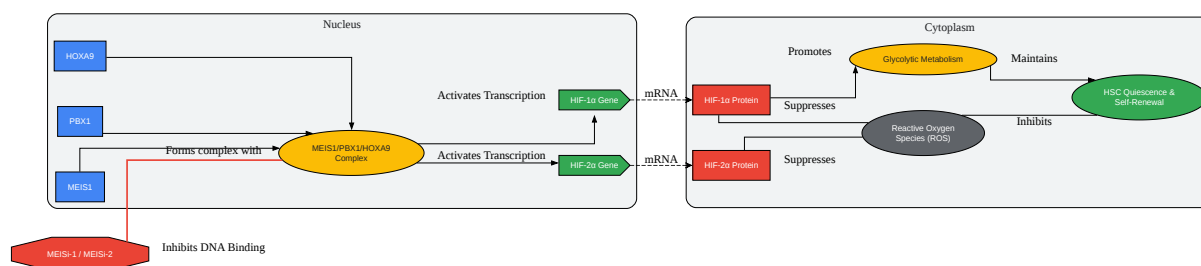 Nucleus
Cytoplasm
HOXA9
PBX1
MEIS1
Forms complex with
MEIS1/PBX1/HOXA9
Complex
MEISi-1 / MEISi-2
Inhibits DNA Binding
Activates Transcription
HIF-1α Gene
mRNA
Activates Transcription
HIF-2α Gene
mRNA
HIF-1α Protein
HIF-2α Protein
Promotes
Suppresses
Suppresses
Glycolytic Metabolism
Reactive Oxygen
Species (ROS)
Maintains
Inhibits
HSC Quiescence &
Self-Renewal